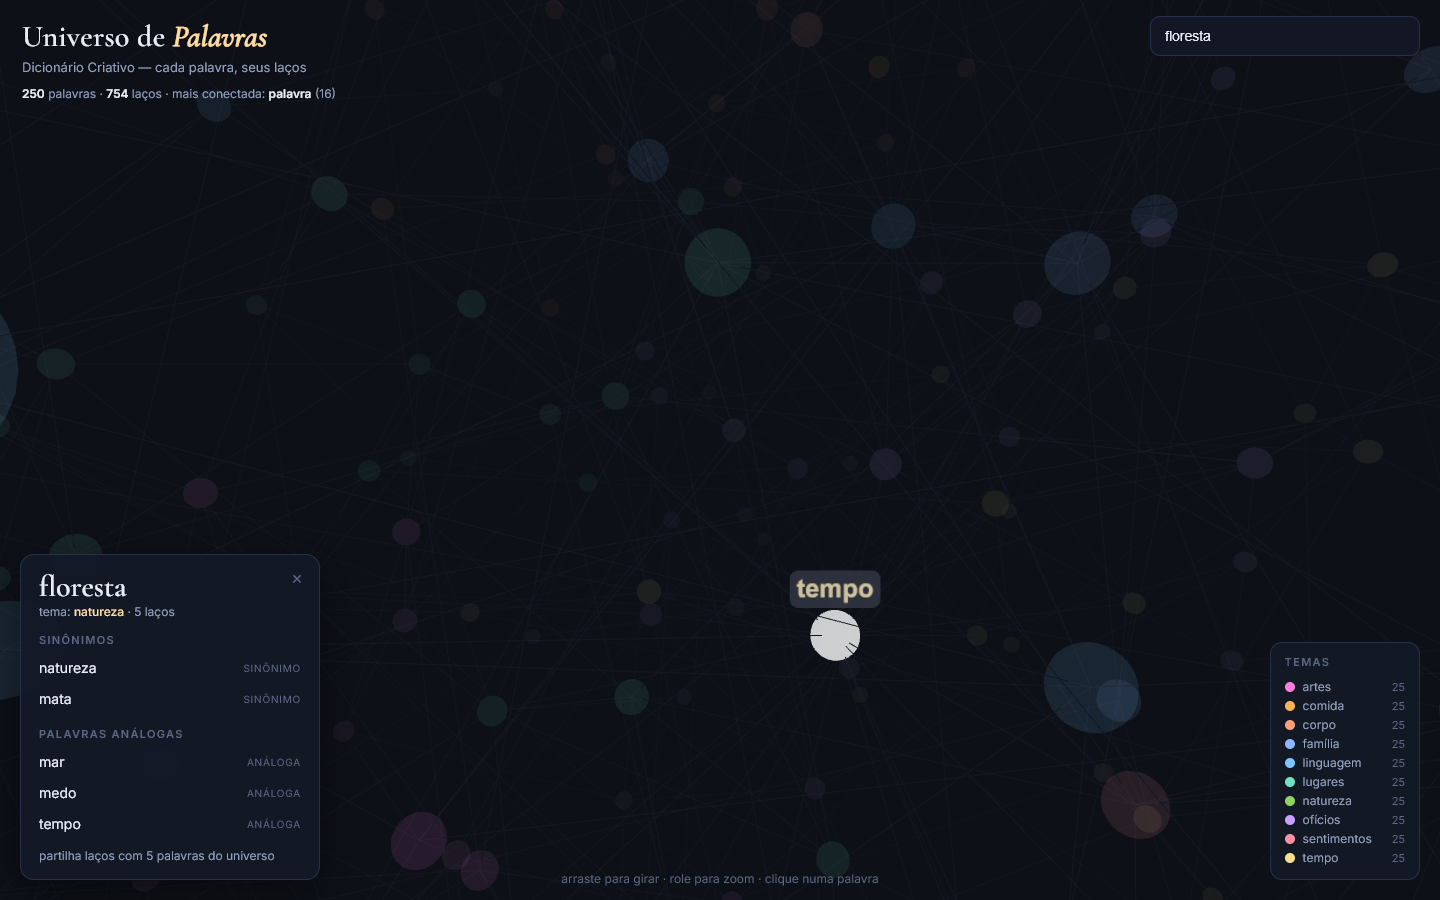 Universo de Palavras
Dicionário Criativo — cada palavra, seus laços
250 palavras · 754 laços · mais conectada: palavra (16)
floresta
tempo
floresta
×
tema: natureza · 5 laços
SINÔNIMOS
natureza SINÔNIMO
mata SINÔNIMO
PALAVRAS ANÁLOGAS
mar ANÁLOGA
medo ANÁLOGA
tempo ANÁLOGA
partilha laços com 5 palavras do universo
TEMAS
artes 25
comida 25
corpo 25
família 25
linguagem 25
lugares 25
natureza 25
ofícios 25
sentimentos 25
tempo 25
arraste para girar · role para zoom · clique numa palavra